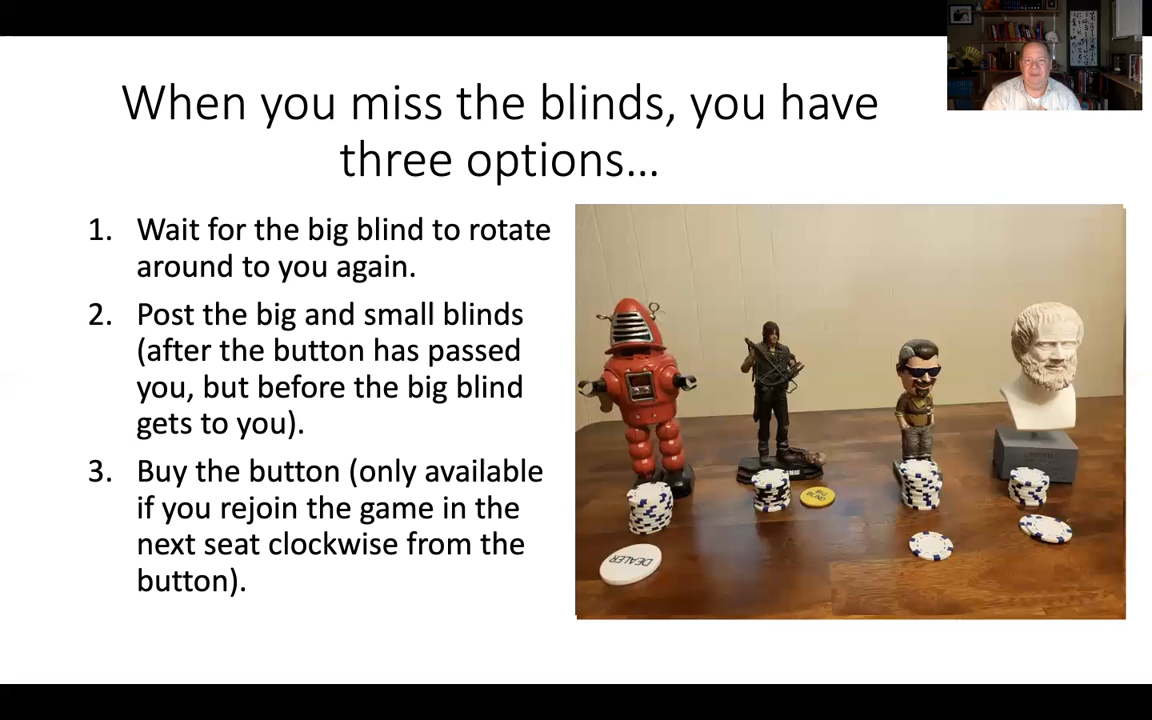 When you miss the blinds, you have
three options...
1. Wait for the big blind to rotate
around to you again.
2. Post the big and small blinds
(after the button has passed
you, but before the big blind
gets to you).
3. Buy the button (only available
if you rejoin the game in the
next seat clockwise from the
button).
DEALER
BIG
BLIND